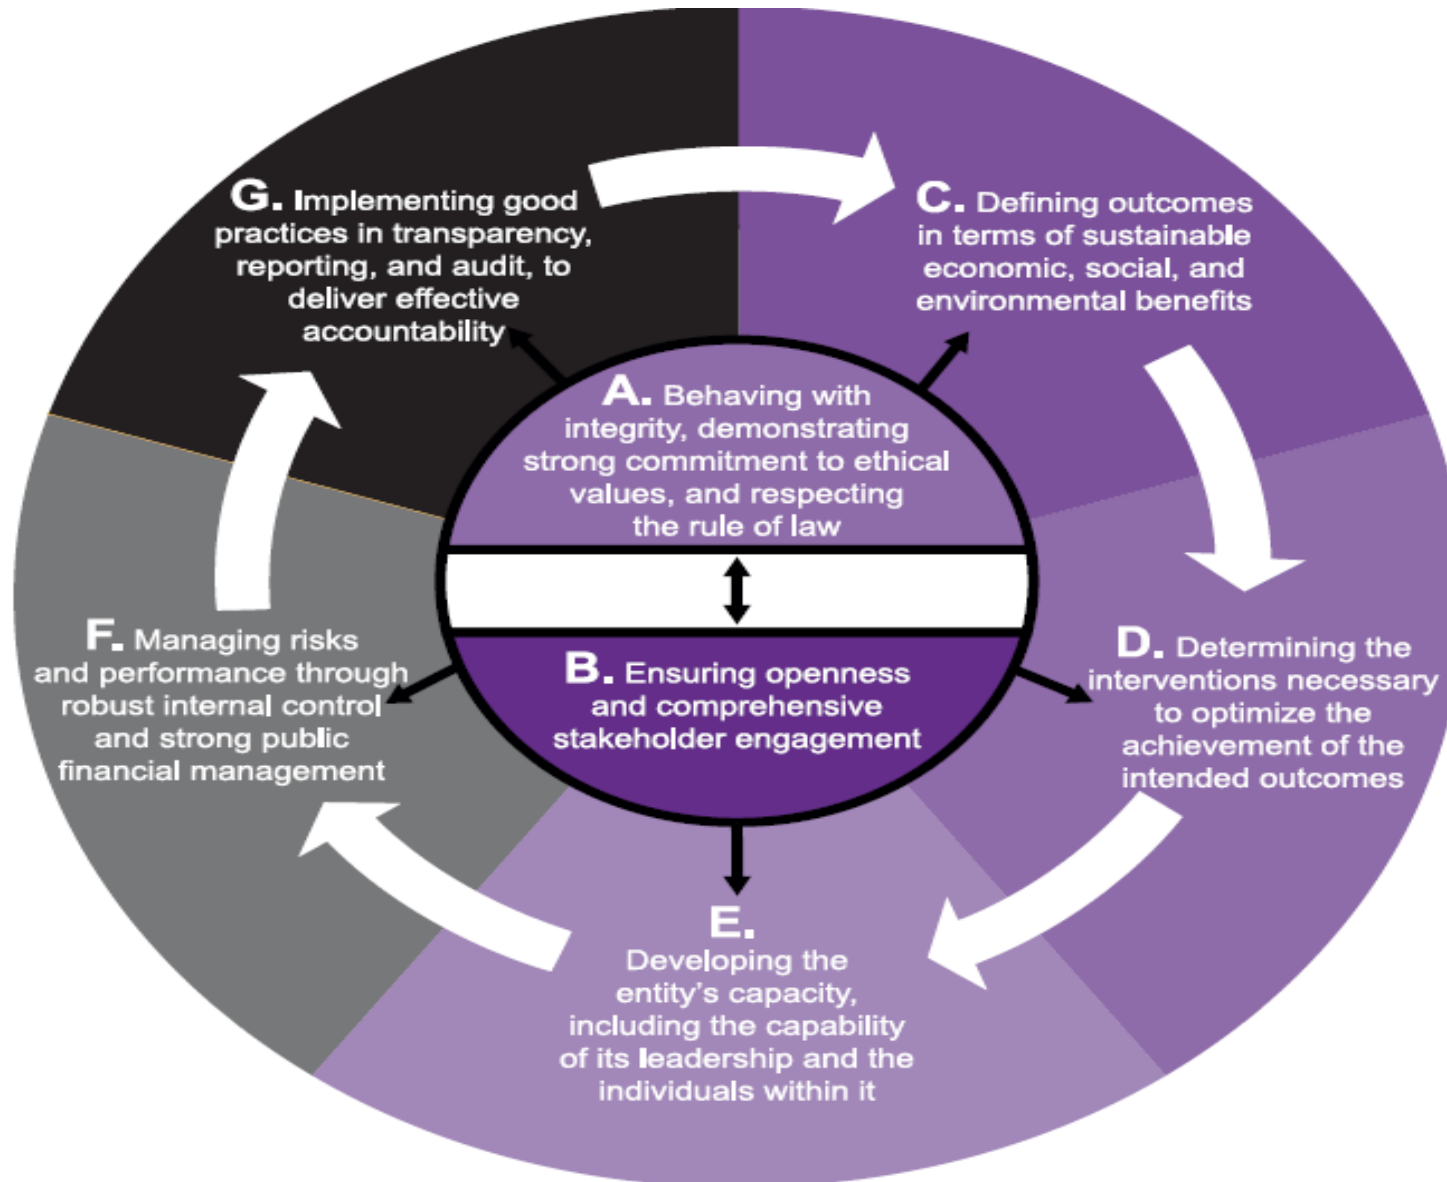 G. Implementing good
practices in transparency,
reporting, and audit, to
deliver effective
accountability
C. Defining outcomes
in terms of sustainable
economic, social, and
environmental benefits
A. Behaving with
integrity, demonstrating
strong commitment to ethical
values, and respecting
the rule of law
B. Ensuring openness
and comprehensive
stakeholder engagement
F. Managing risks
and performance through
robust internal control
and strong public
financial management
D. Determining the
interventions necessary
to optimize the
achievement of the
intended outcomes
E.
Developing the
entity's capacity,
including the capability
of its leadership and the
individuals within it